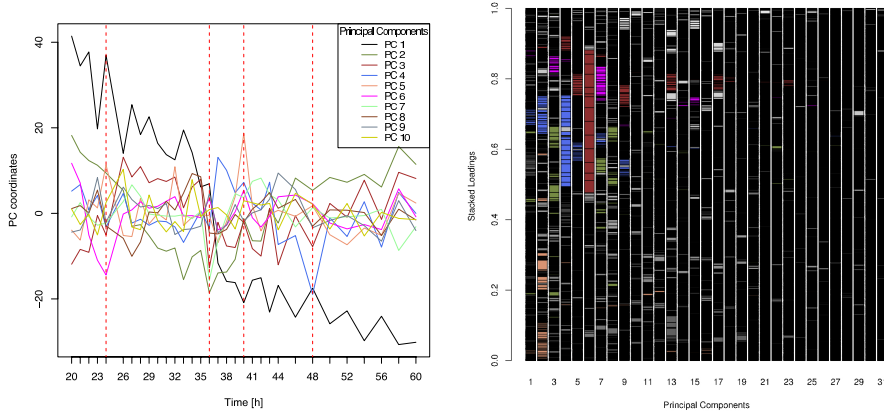 Principal Components
PC 1
PC 2
PC 3
PC 4
PC 5
PC 6
PC 7
PC 8
PC 9
PC 10
PC coordinates
40
20
0
−20
20 23 26 29 32 35 38 41 44 48 52 56 60
Time [h]
Stacked Loadings
1.0
0.8
0.6
0.4
0.2
0.0
1 3 5 7 9 11 13 15 17 19 21 23 25 27 29 31
Principal Components